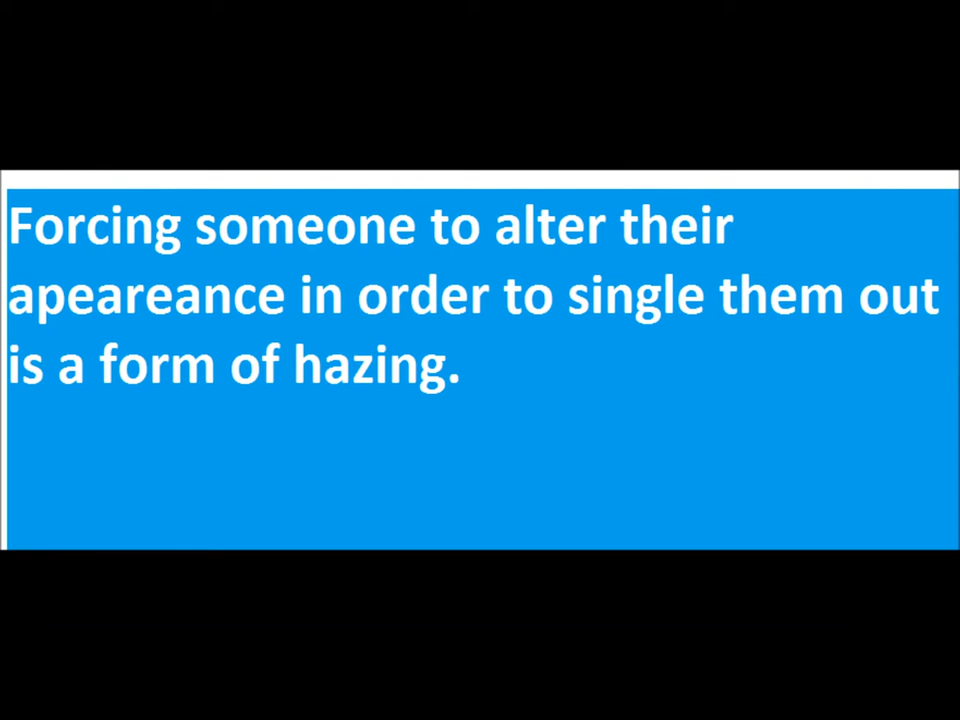 Forcing someone to alter their
apeareance in order to single them out
is a form of hazing.